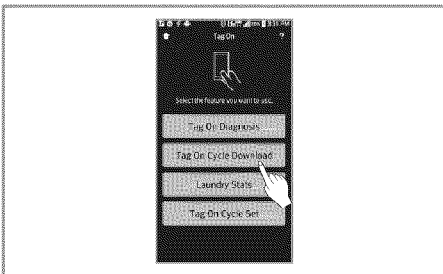 Tag On
?
Select the feature you want to use.
Tag On Diagnosis
Tag On Cycle Download
Laundry Stats
Tag On Cycle Set